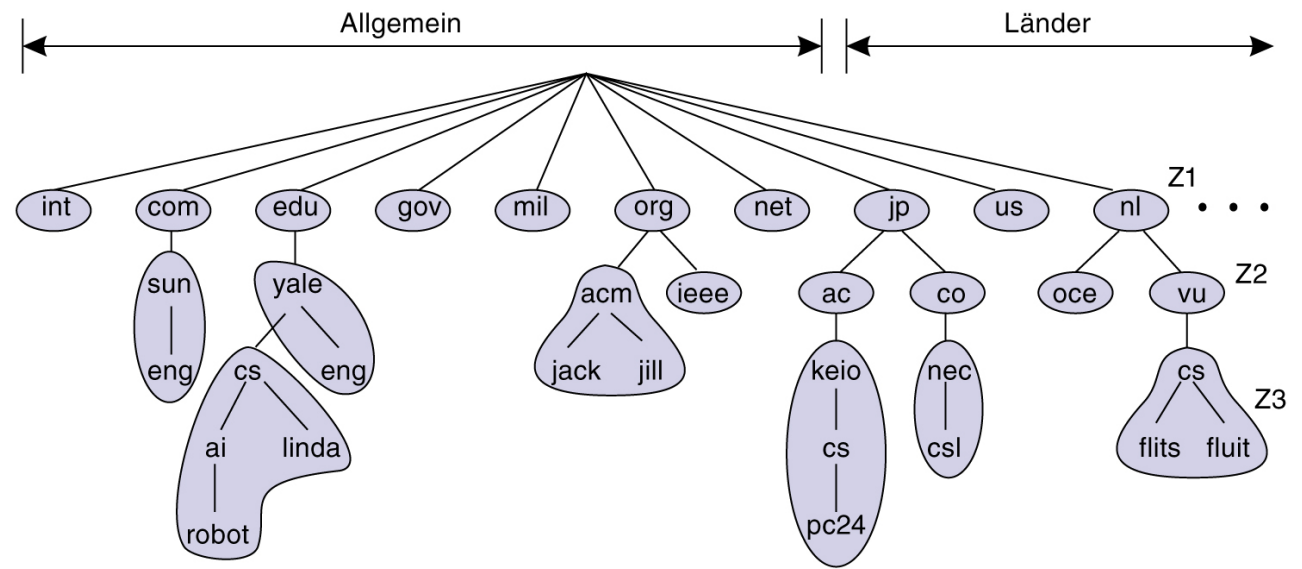 Allgemein Länder
Z1
int com edu gov mil org net jp us nl • • •
Z2
sun yale acm ieee ac co oce vu
eng cs eng jack jill keio nec cs
Z3
ai linda cs csl flits fluit
robot pc24